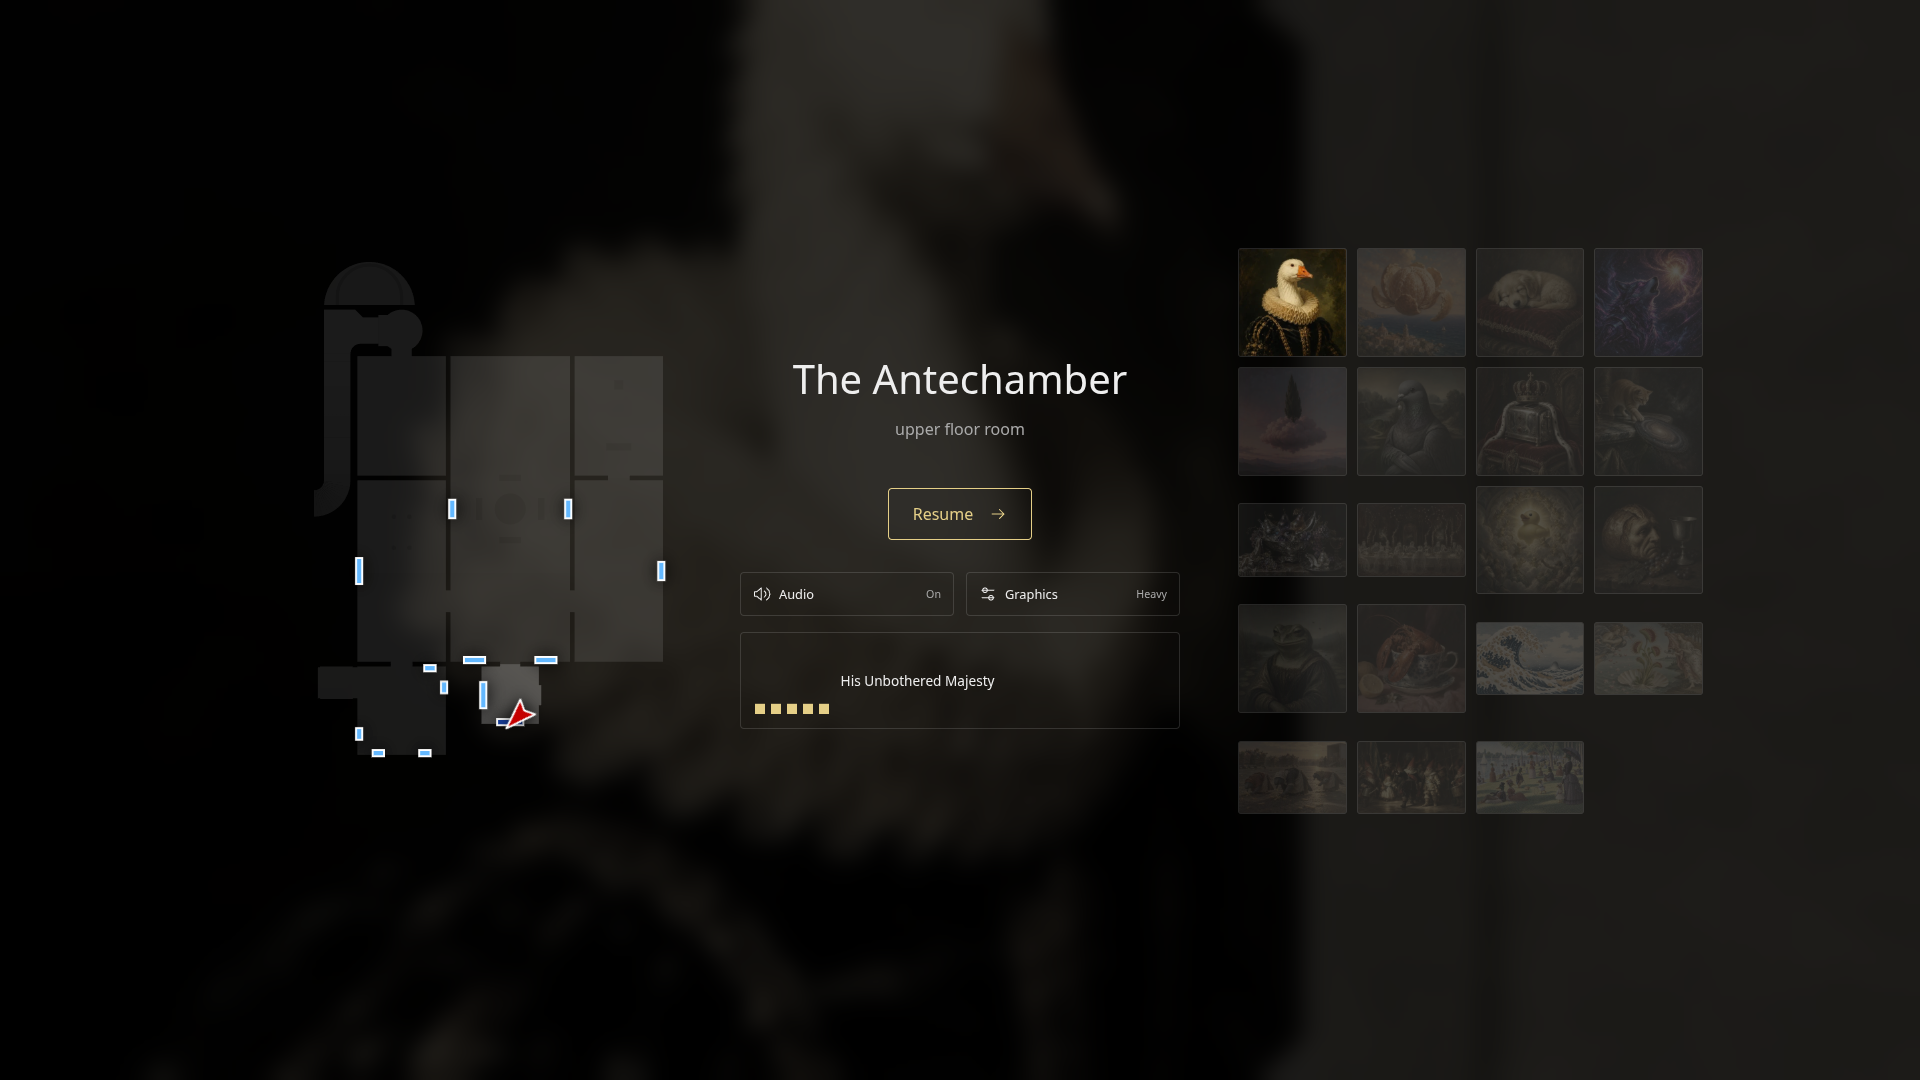 The Antechamber
upper floor room
Resume
Audio
On
Graphics
Heavy
His Unbothered Majesty